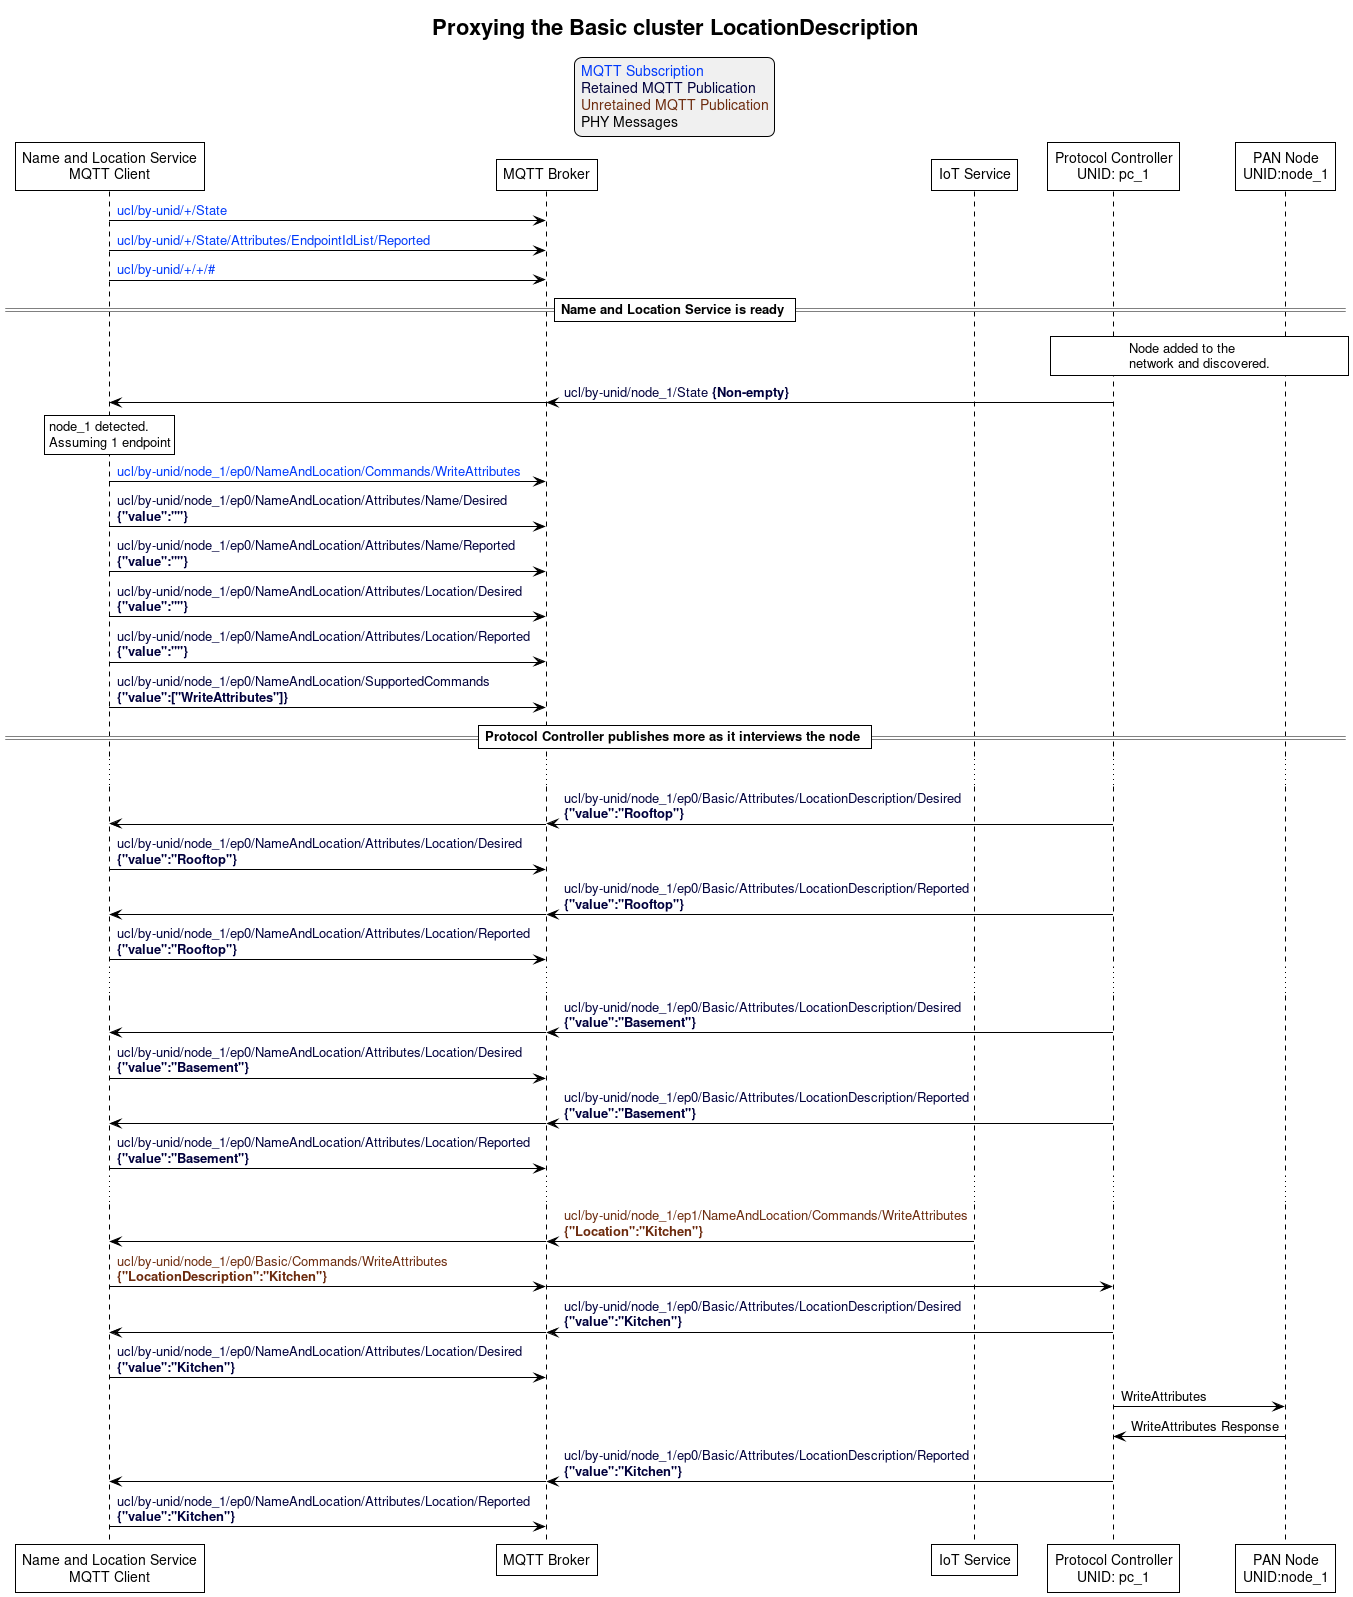 Proxying the Basic cluster LocationDescription
MQTT Subscription
Retained MQTT Publication
Unretained MQTT Publication
PHY Messages
Name and Location Service
MQTT Client
MQTT Broker
IoT Service
Protocol Controller
UNID: pc_1
PAN Node
UNID:node_1
ucl/by-unid/+/State
ucl/by-unid/+/State/Attributes/EndpointIdList/Reported
ucl/by-unid/+/+/#
Name and Location Service is ready
Node added to the
network and discovered.
ucl/by-unid/node_1/State {Non-empty}
node_1 detected.
Assuming 1 endpoint
ucl/by-unid/node_1/ep0/NameAndLocation/Commands/WriteAttributes
ucl/by-unid/node_1/ep0/NameAndLocation/Attributes/Name/Desired
{"value":""}
ucl/by-unid/node_1/ep0/NameAndLocation/Attributes/Name/Reported
{"value":""}
ucl/by-unid/node_1/ep0/NameAndLocation/Attributes/Location/Desired
{"value":""}
ucl/by-unid/node_1/ep0/NameAndLocation/Attributes/Location/Reported
{"value":""}
ucl/by-unid/node_1/ep0/NameAndLocation/SupportedCommands
{"value":["WriteAttributes"]}
Protocol Controller publishes more as it interviews the node
ucl/by-unid/node_1/ep0/Basic/Attributes/LocationDescription/Desired
{"value":"Rooftop"}
ucl/by-unid/node_1/ep0/NameAndLocation/Attributes/Location/Desired
{"value":"Rooftop"}
ucl/by-unid/node_1/ep0/Basic/Attributes/LocationDescription/Reported
{"value":"Rooftop"}
ucl/by-unid/node_1/ep0/NameAndLocation/Attributes/Location/Reported
{"value":"Rooftop"}
ucl/by-unid/node_1/ep0/Basic/Attributes/LocationDescription/Desired
{"value":"Basement"}
ucl/by-unid/node_1/ep0/NameAndLocation/Attributes/Location/Desired
{"value":"Basement"}
ucl/by-unid/node_1/ep0/Basic/Attributes/LocationDescription/Reported
{"value":"Basement"}
ucl/by-unid/node_1/ep0/NameAndLocation/Attributes/Location/Reported
{"value":"Basement"}
ucl/by-unid/node_1/ep1/NameAndLocation/Commands/WriteAttributes
{"Location":"Kitchen"}
ucl/by-unid/node_1/ep0/Basic/Commands/WriteAttributes
{"LocationDescription":"Kitchen"}
ucl/by-unid/node_1/ep0/Basic/Attributes/LocationDescription/Desired
{"value":"Kitchen"}
ucl/by-unid/node_1/ep0/NameAndLocation/Attributes/Location/Desired
{"value":"Kitchen"}
WriteAttributes
WriteAttributes Response
ucl/by-unid/node_1/ep0/Basic/Attributes/LocationDescription/Reported
{"value":"Kitchen"}
ucl/by-unid/node_1/ep0/NameAndLocation/Attributes/Location/Reported
{"value":"Kitchen"}
Name and Location Service
MQTT Client
MQTT Broker
IoT Service
Protocol Controller
UNID: pc_1
PAN Node
UNID:node_1